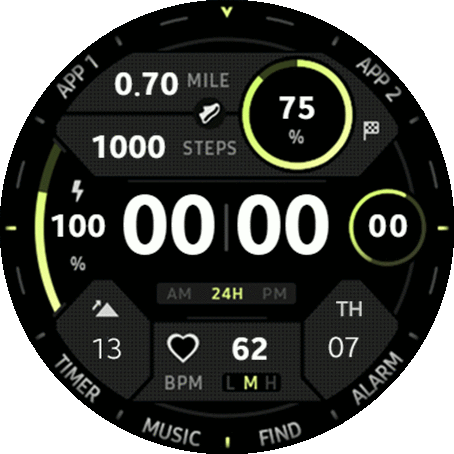 APP 1
APP 2
0.70 MILE
75
%
1000 STEPS
100
%
00 00
00
AM 24H PM
13
62
BPM L M H
TH
07
TIMER
MUSIC
FIND
ALARM